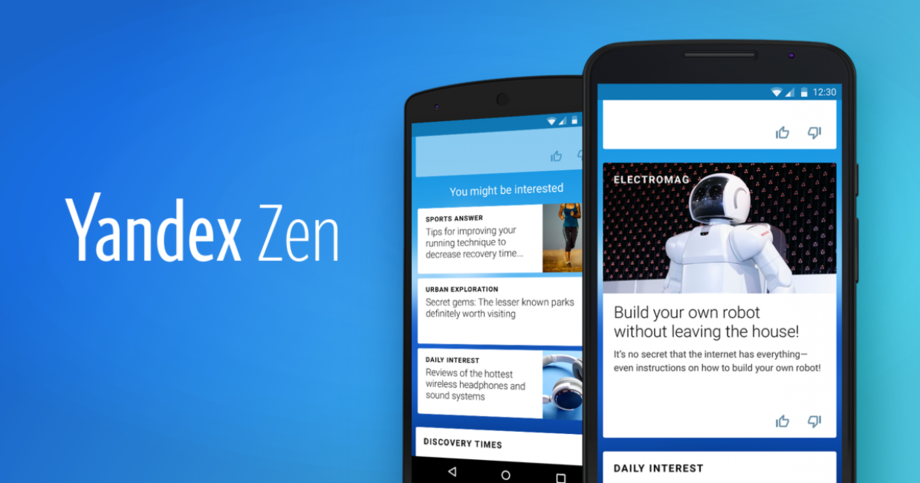 Yandex Zen
You might be interested
SPORTS ANSWER
Tips for improving your
running technique to
decrease recovery time...
URBAN EXPLORATION
Secret gems: The lesser known parks
definitely worth visiting
DAILY INTEREST
Reviews of the hottest
wireless headphones and
sound systems
DISCOVERY TIMES
12:30
ELECTROMAG
Build your own robot
without leaving the house!
It's no secret that the internet has everything—
even instructions on how to build your own robot!
DAILY INTEREST